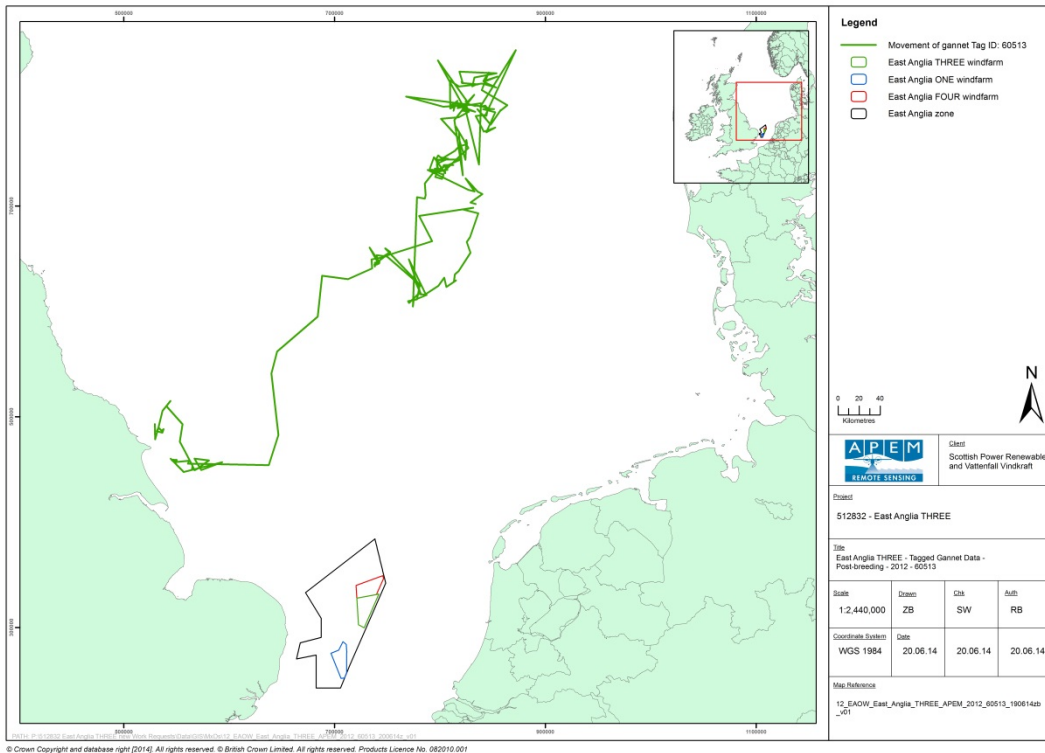 500000
700000
900000
1100000
700000
500000
300000
500000
700000
900000
1100000
Legend
Movement of gannet Tag ID: 60513
East Anglia THREE windfarm
East Anglia ONE windfarm
East Anglia FOUR windfarm
East Anglia zone
N
0 20 40
Kilometres
APEM
REMOTE SENSING
Client
Scottish Power Renewable
and Vattenfall Vindkraft
Project
512832 - East Anglia THREE
Title
East Anglia THREE - Tagged Gannet Data -
Post-breeding - 2012 - 60513
Scale Drawn Chk Auth
1:2,440,000 ZB SW RB
Coordinate System Date
WGS 1984 20.06.14 20.06.14 20.06.14
Map Reference
12_EAOW_East_Anglia_THREE_APEM_2012_60513_190614zb
_v01
© Crown Copyright and database right [2014]. All rights reserved. © British Crown Limited. All rights reserved. Products Licence No. 082010.001